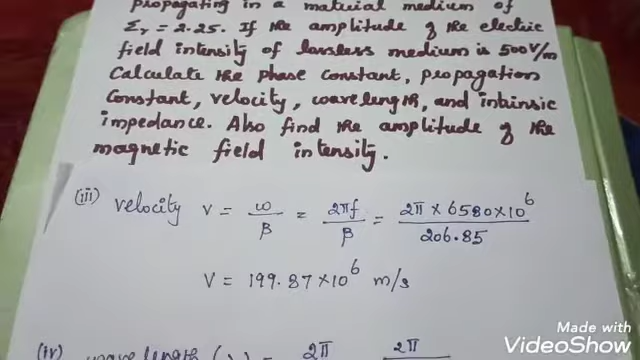 propagating in a material medium of
Σr = 2.25. If the amplitude of the electric
field intensity of lossless medium is 500V/m
Calculate the phase constant, propagation
constant, velocity, wavelength, and intrinsic
impedance. Also find the amplitude of the
magnetic field intensity.
(iii) velocity V = ω/β = 2πf/β = 2π × 6580×10^6/206.85
V = 199.87 ×10^6 m/s
(iv) wavelength (λ) = 2π 2π
Made with
VideoShow